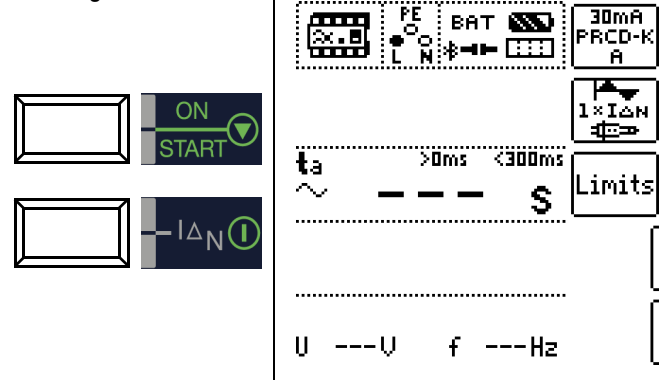 ON
START
IΔN
PE
L N
BAT
30mA
PRCD-K
A
1×IΔN
ta >0ms <300ms
~ --- s
Limits
U ---V f ---Hz